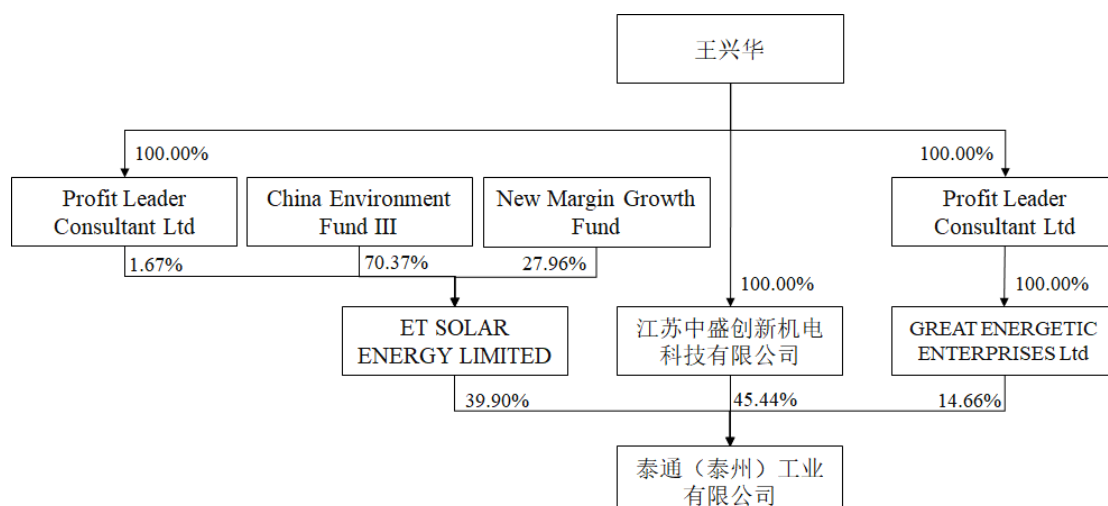 王兴华
100.00%
100.00%
Profit Leader
Consultant Ltd
China Environment
Fund III
New Margin Growth
Fund
Profit Leader
Consultant Ltd
1.67%
70.37%
27.96%
100.00%
100.00%
ET SOLAR
ENERGY LIMITED
江苏中盛创新机电
科技有限公司
GREAT ENERGETIC
ENTERPRISES Ltd
39.90%
45.44%
14.66%
泰通（泰州）工业
有限公司